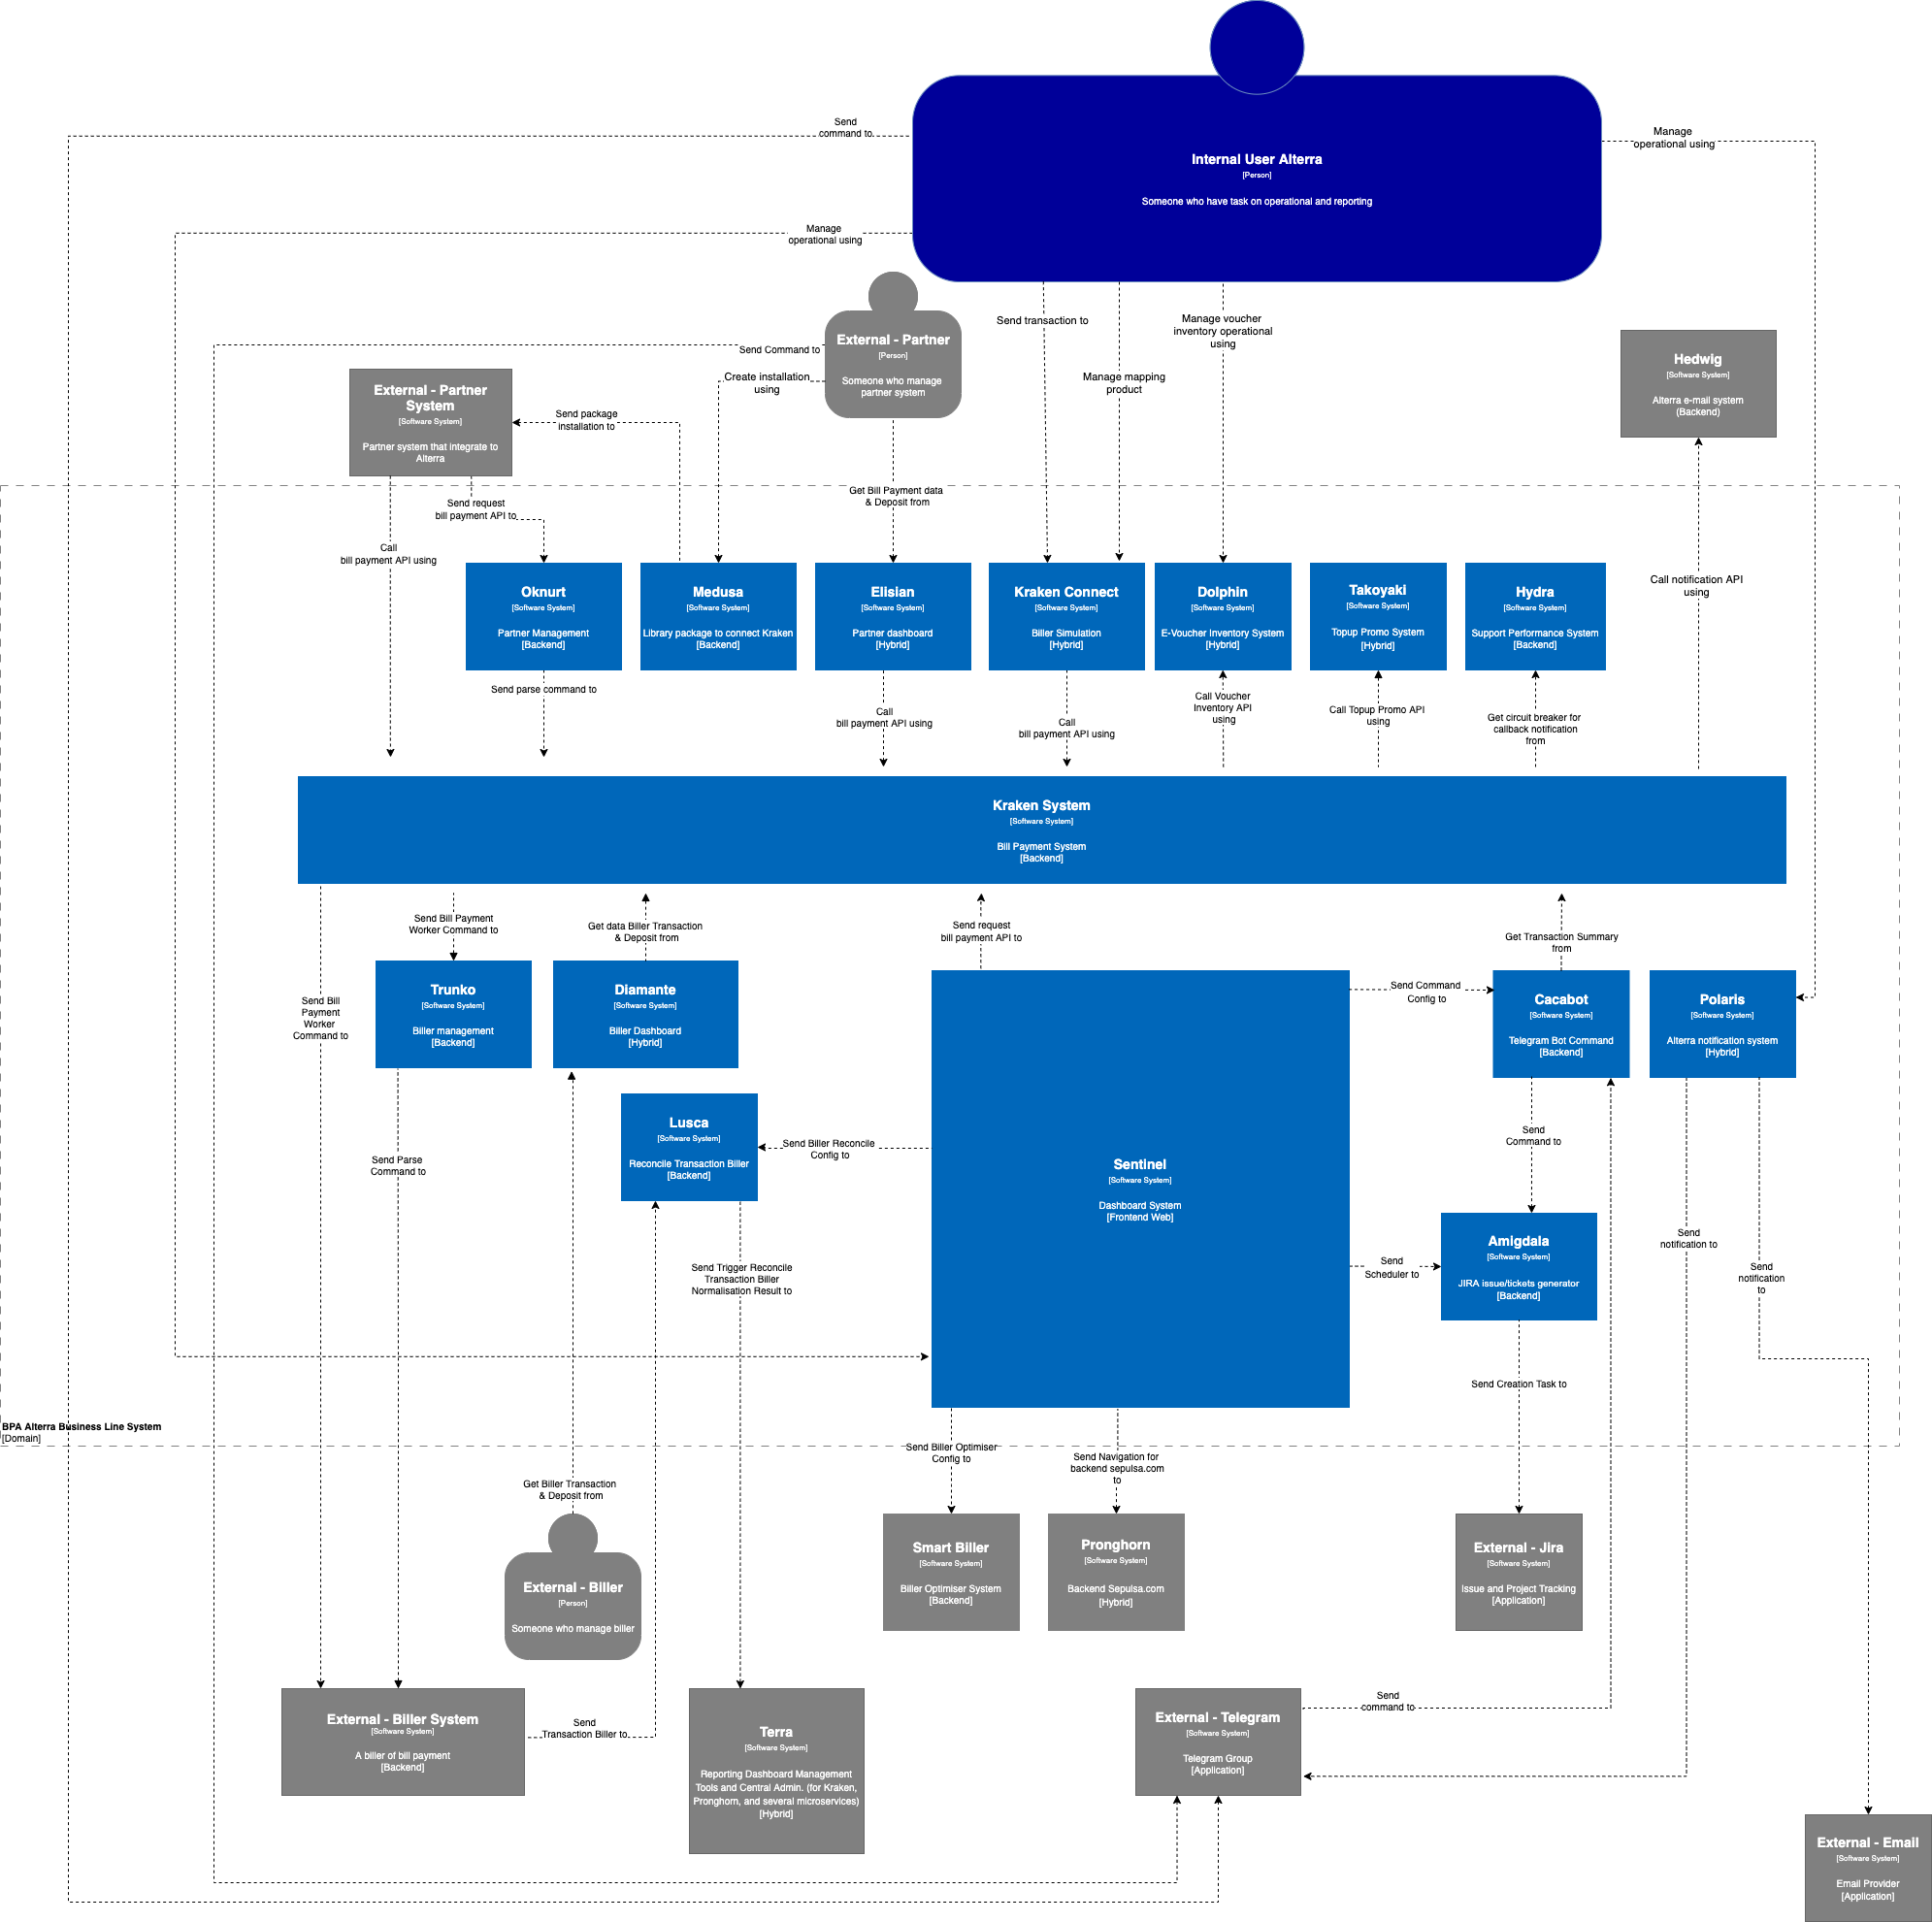 Internal User Alterra
[Person]
Someone who have task on operational and reporting
Send
command to
Manage
operational using
Manage
operational using
External - Partner
[Person]
Someone who manage
partner system
Send Command to
Create installation
using
Send transaction to
Manage mapping
product
Manage voucher
inventory operational
using
Hedwig
[Software System]
Alterra e-mail system
(Backend)
External - Partner
System
[Software System]
Partner system that integrate to
Alterra
Send package
installation to
Send request
bill payment API to
Get Bill Payment data
& Deposit from
Call
bill payment API using
Call notification API
using
Oknurt
[Software System]
Partner Management
[Backend]
Medusa
[Software System]
Library package to connect Kraken
[Backend]
Elisian
[Software System]
Partner dashboard
[Hybrid]
Kraken Connect
[Software System]
Biller Simulation
[Hybrid]
Dolphin
[Software System]
E-Voucher Inventory System
[Hybrid]
Takoyaki
[Software System]
Topup Promo System
[Hybrid]
Hydra
[Software System]
Support Performance System
[Backend]
Send parse command to
Call
bill payment API using
Call
bill payment API using
Call Voucher
Inventory API
using
Call Topup Promo API
using
Get circuit breaker for
callback notification
from
Kraken System
[Software System]
Bill Payment System
[Backend]
Send Bill Payment
Worker Command to
Get data Biller Transaction
& Deposit from
Send request
bill payment API to
Get Transaction Summary
from
Send Bill
Payment
Worker
Command to
Trunko
[Software System]
Biller management
[Backend]
Diamante
[Software System]
Biller Dashboard
[Hybrid]
Send Command
Config to
Cacabot
[Software System]
Telegram Bot Command
[Backend]
Polaris
[Software System]
Alterra notification system
[Hybrid]
Lusca
[Software System]
Reconcile Transaction Biller
[Backend]
Send Biller Reconcile
Config to
Sentinel
[Software System]
Dashboard System
[Frontend Web]
Send
Command to
Send Parse
Command to
Amigdala
[Software System]
JIRA issue/tickets generator
[Backend]
Send
Scheduler to
Send
notification to
Send
notification
to
Send Trigger Reconcile
Transaction Biller
Normalisation Result to
Send Creation Task to
BPA Alterra Business Line System
[Domain]
Send Biller Optimiser
Config to
Send Navigation for
backend sepulsa.com
to
Get Biller Transaction
& Deposit from
External - Biller
[Person]
Someone who manage biller
Smart Biller
[Software System]
Biller Optimiser System
[Backend]
Pronghorn
[Software System]
Backend Sepulsa.com
[Hybrid]
External - Jira
[Software System]
Issue and Project Tracking
[Application]
External - Biller System
[Software System]
A biller of bill payment
[Backend]
Send
Transaction Biller to
Terra
[Software System]
Reporting Dashboard Management
Tools and Central Admin. (for Kraken,
Pronghorn, and several microservices)
[Hybrid]
External - Telegram
[Software System]
Telegram Group
[Application]
Send
command to
External - Email
[Software System]
Email Provider
[Application]